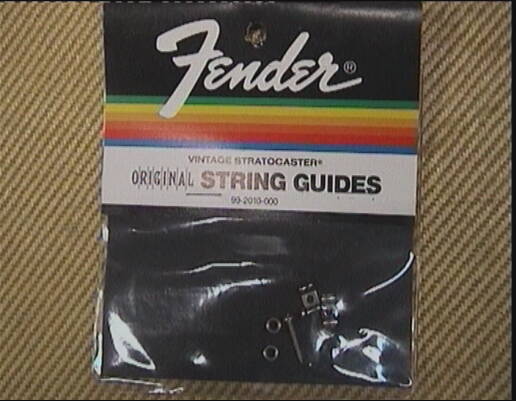 Fender®
VINTAGE STRATOCASTER®
ORIGINAL STRING GUIDES
99-2010-000